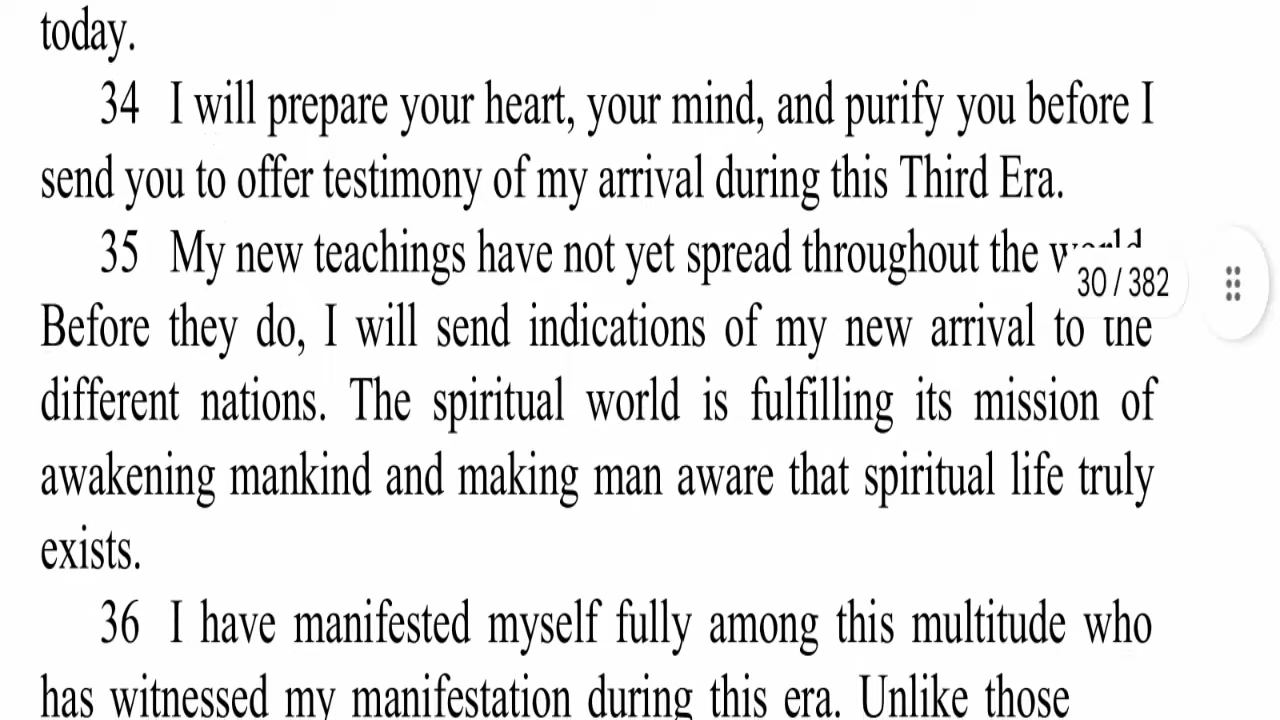 today.
34 I will prepare your heart, your mind, and purify you before I
send you to offer testimony of my arrival during this Third Era.
35 My new teachings have not yet spread throughout the
30 / 382
Before they do, I will send indications of my new arrival to the
different nations. The spiritual world is fulfilling its mission of
awakening mankind and making man aware that spiritual life truly
exists.
36 I have manifested myself fully among this multitude who
has witnessed my manifestation during this era. Unlike those